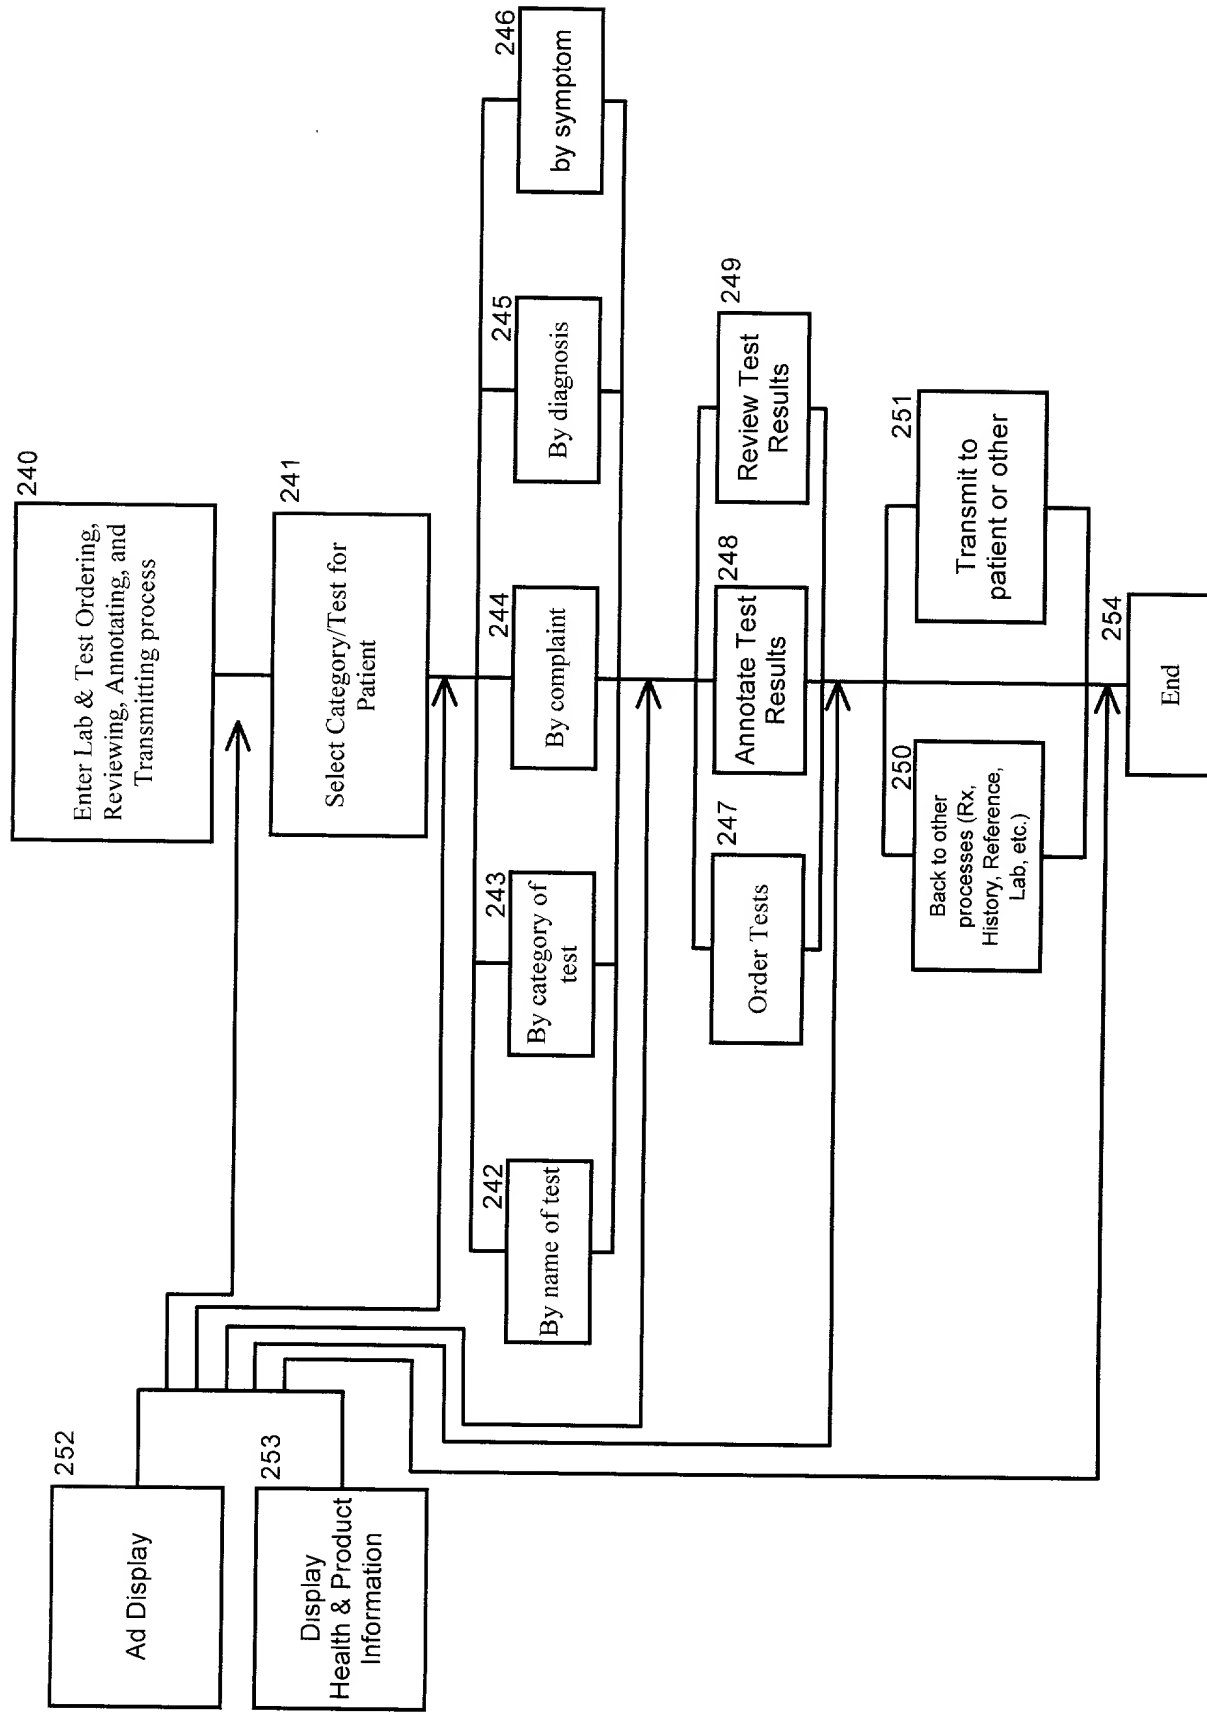 240
Enter Lab & Test Ordering,
Reviewing, Annotating, and
Transmitting process
241
Select Category/Test for
Patient
252
Ad Display
253
Display
Health & Product
Information
242
By name of test
243
By category of
test
244
By complaint
245
By diagnosis
246
by symptom
247
Order Tests
248
Annotate Test
Results
249
Review Test
Results
250
Back to other
processes (Rx,
History, Reference,
Lab, etc.)
251
Transmit to
patient or other
254
End